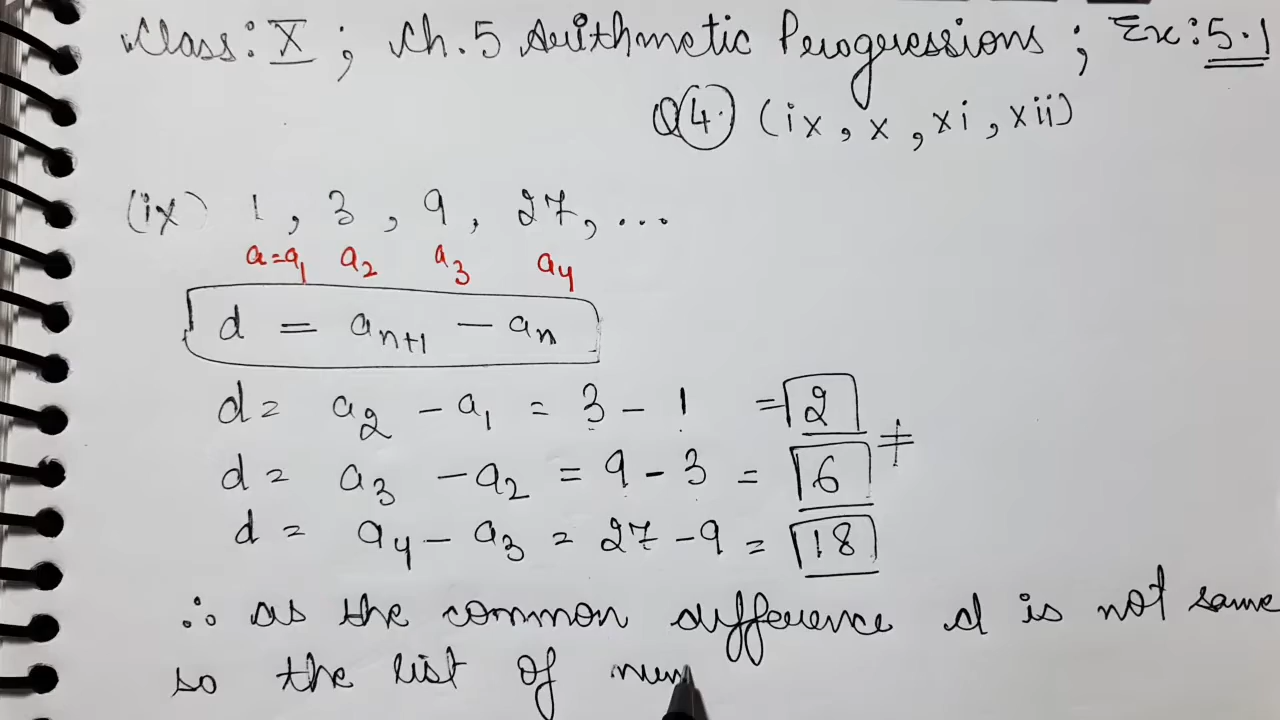 Class: X ; Ch. 5 Arithmetic Progressions ; Ex: 5.1
Q 4. (ix, x, xi, xii)
(ix) 1, 3, 9, 27, ...
a=a₁ a₂ a₃ a₄
d = aₙ₊₁ - aₙ
d = a₂ - a₁ = 3 - 1 = 2
≠
d = a₃ - a₂ = 9 - 3 = 6
d = a₄ - a₃ = 27 - 9 = 18
∴ as the common difference d is not same
so the list of num